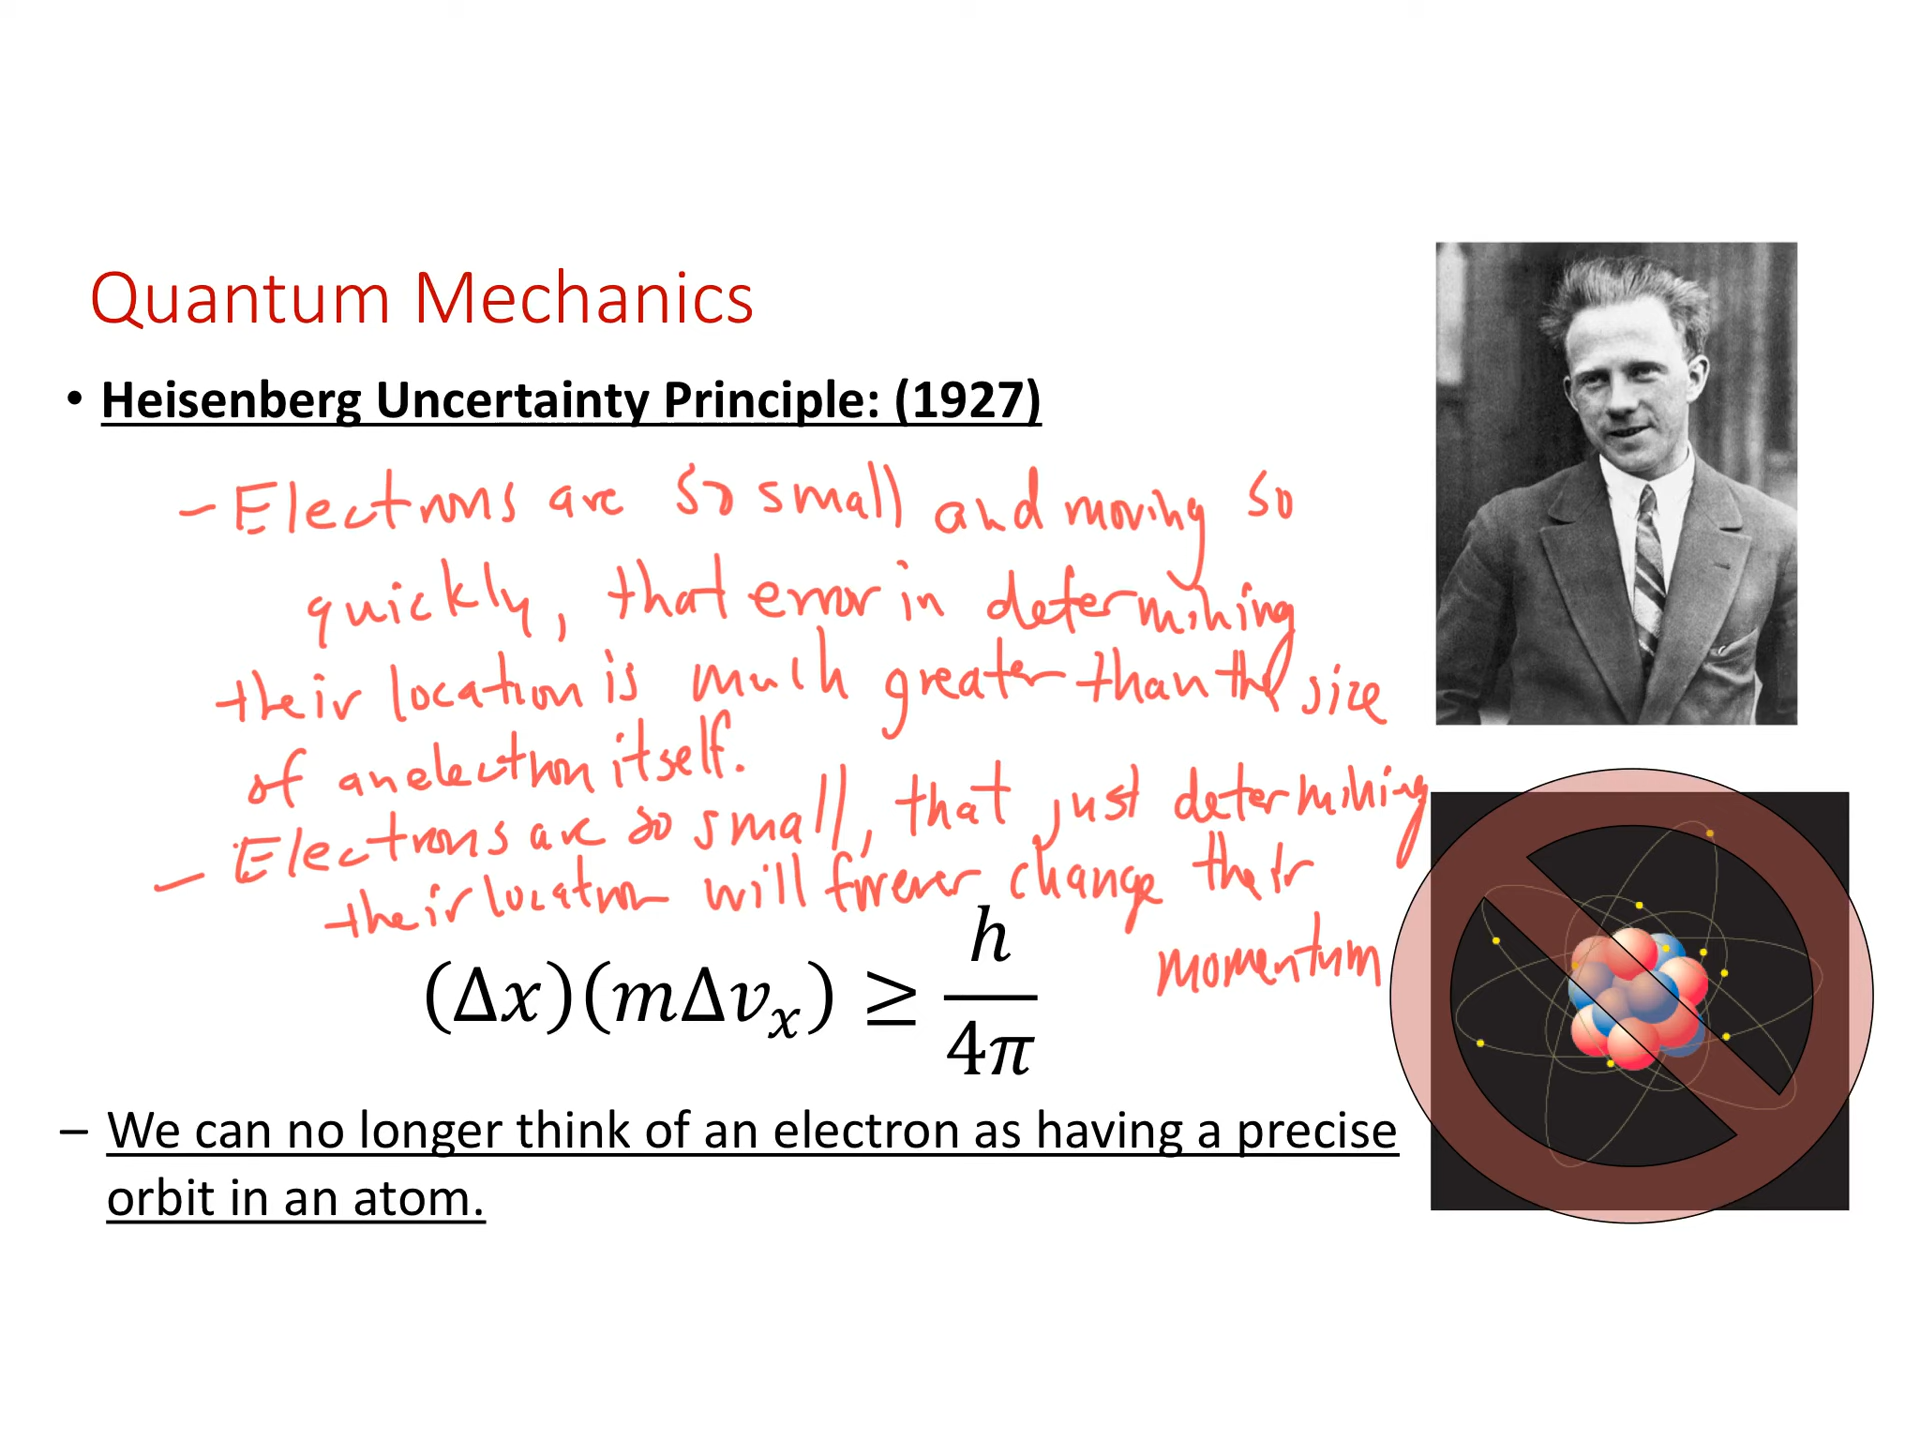 Quantum Mechanics
• Heisenberg Uncertainty Principle: (1927)
- Electrons are so small and moving so
quickly, that error in determining
their location is much greater than the size
of an electron itself.
- Electrons are so small, that just determining
their location will forever change their
momentum
(Δx)(mΔvₓ) ≥ h/4π
– We can no longer think of an electron as having a precise
orbit in an atom.